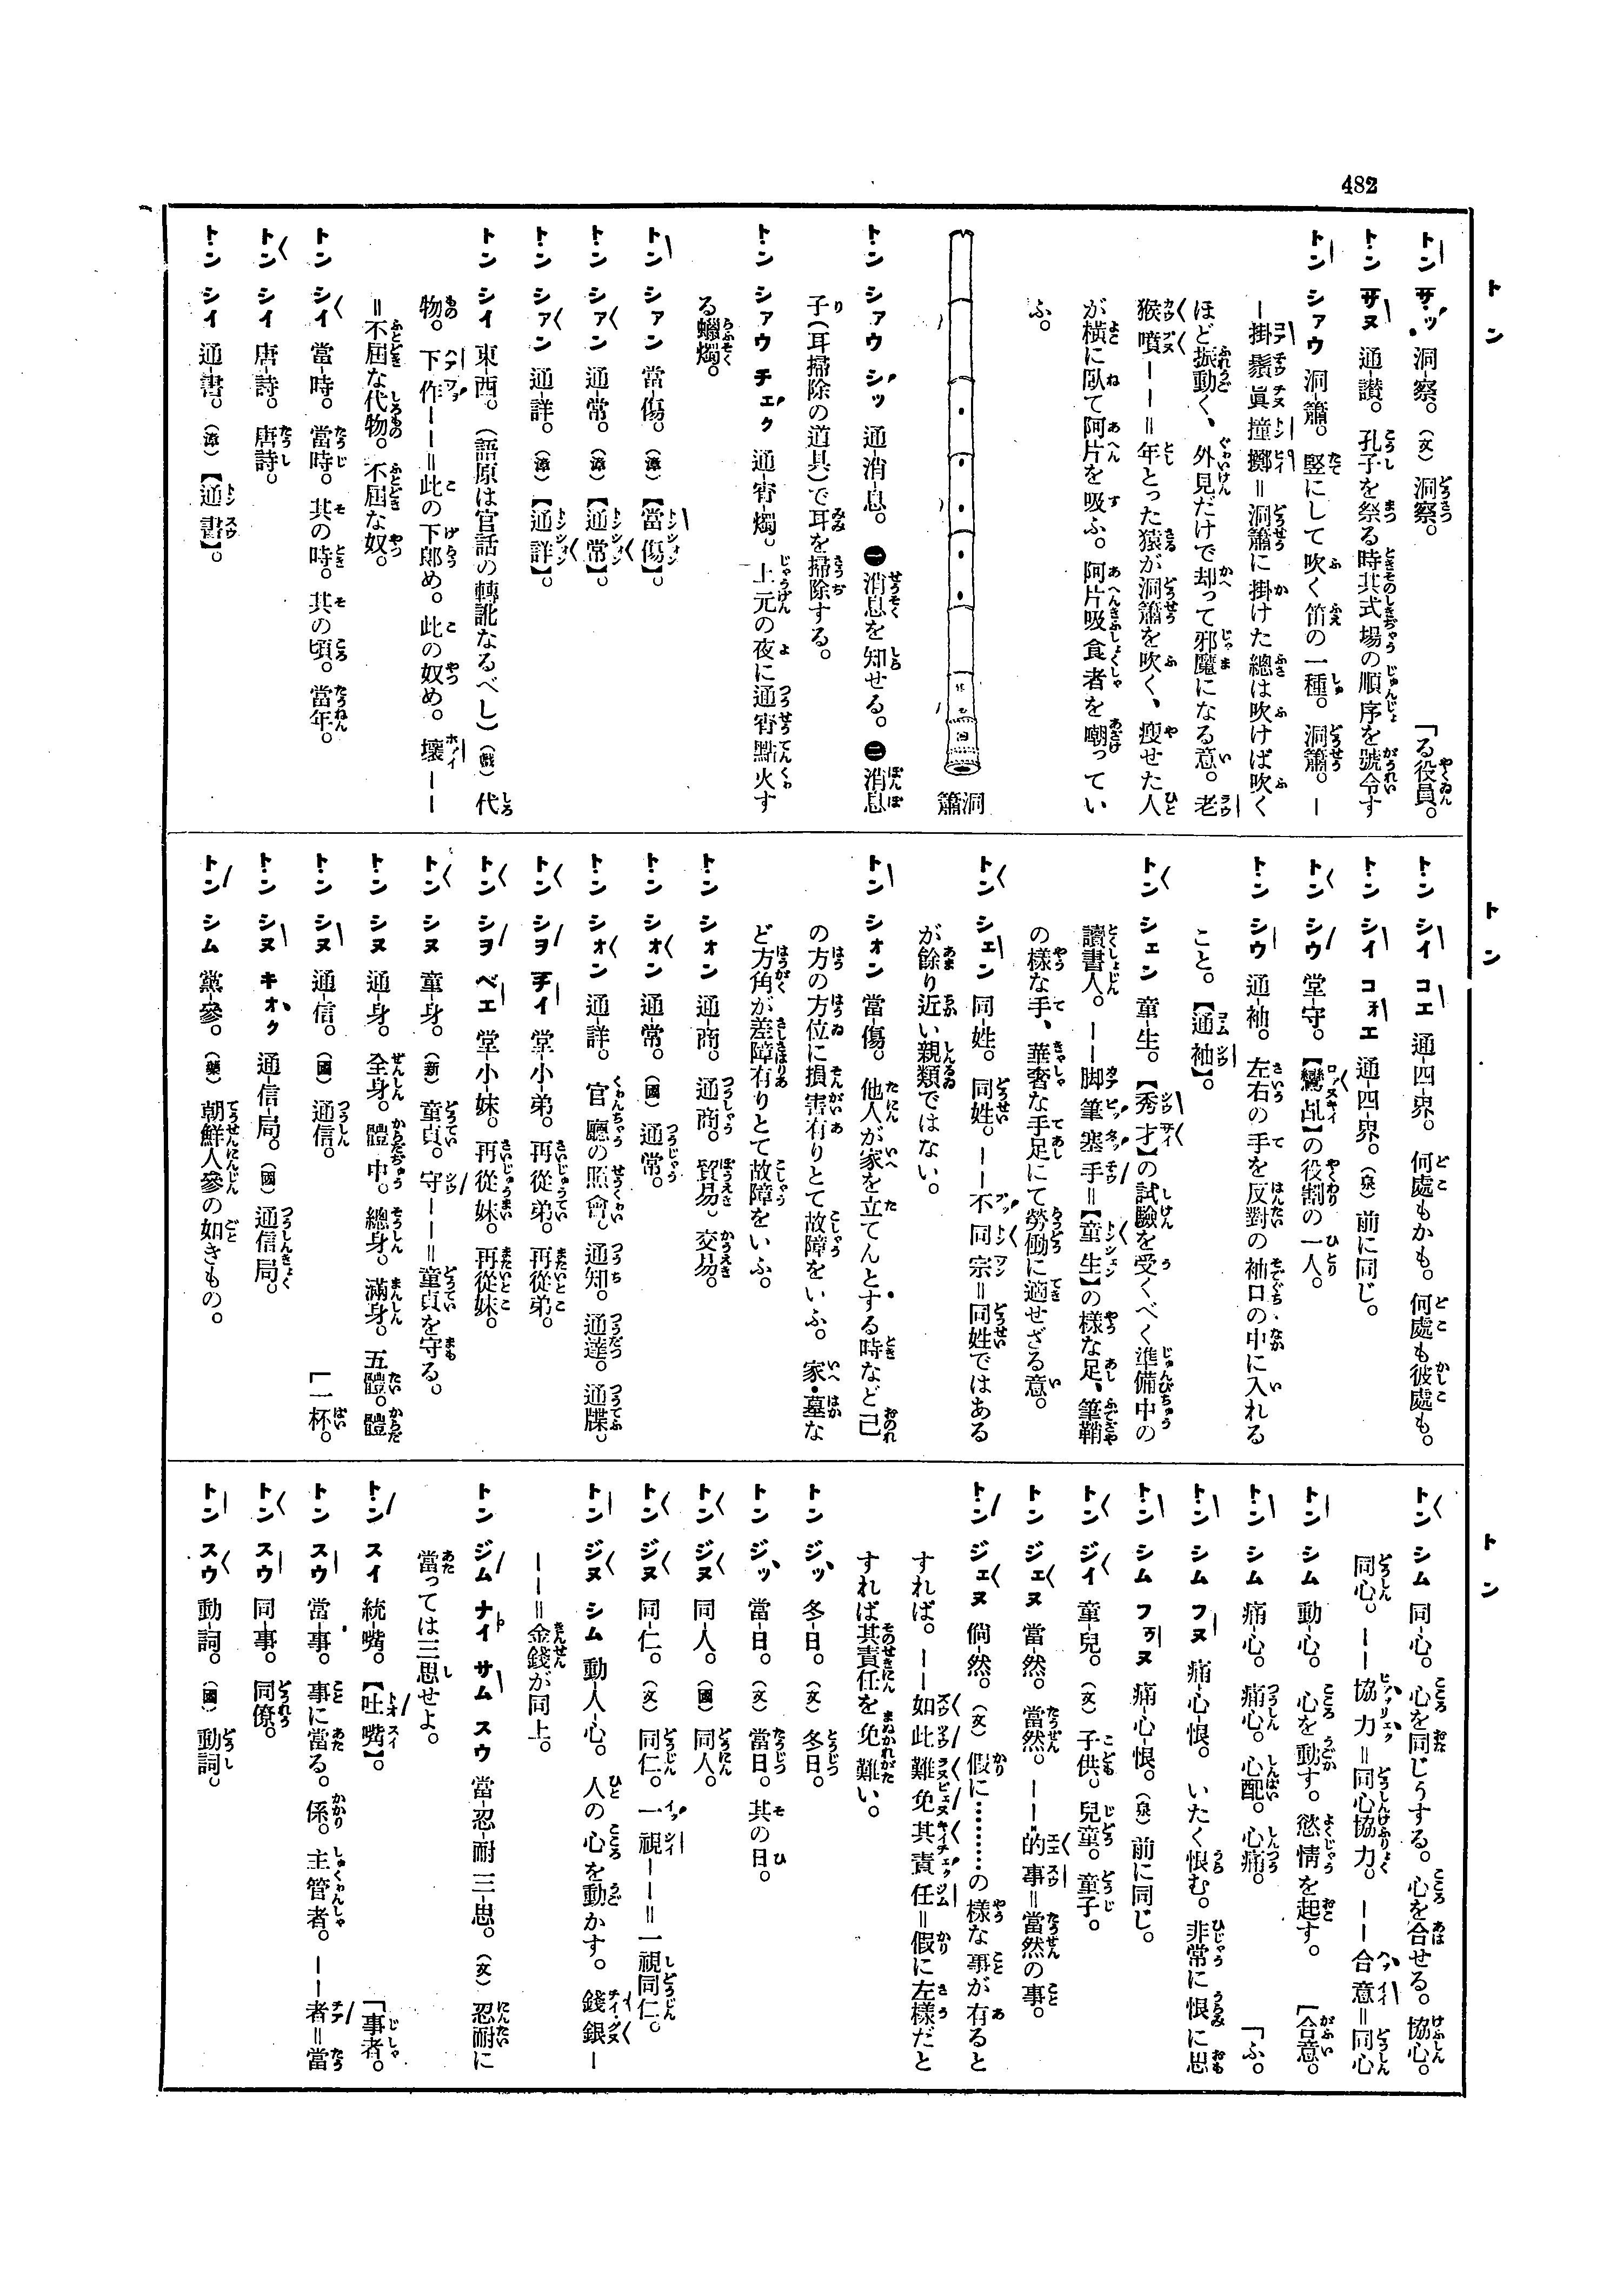 482
トン
トン サッ 洞-察。(文)洞察。 「る役員。
トン サヌ 通-讃。孔子を祭る時其式場の順序を號令す
トン シァウ 洞-簫。竪にして吹く笛の一種。洞簫。ー
ー掛鬚眞撞擲=洞簫に掛けた總は吹けば吹く
ほど振動く、外見だけで却って邪魔になる意。老
猴噴ーー=年とった猿が洞簫を吹く、瘦せた人
が橫に臥て阿片を吸ふ。阿片吸食者を嘲ってい
ふ。
洞簫
トン シァウ シッ 通-消-息。㊀消息を知せる。㊁消息
子(耳掃除の道具)で耳を掃除する。
トン シァウ チェク 通-宵-燭。上元の夜に通宵點火す
る蠟燭。
トン シァン 當-傷。(漳)【當傷】。
トン シァン 通-常。(漳)【通常】。
トン シァン 通-詳。(漳)【通詳】。
トン シイ 東-西。(語原は官話の轉訛なるべし)(戲)代
物。下作ーー=此の下郎め。此の奴め。壞ーー
=不屆な代物。不屆な奴。
トン シイ 當-時。當時。其の時。其の頃。當年。
トン シイ 唐-詩。唐詩。
トン シイ 通-書。(漳)【通書】。
トン
トン シイ コエ 通-四-界。何處もかも。何處も彼處も。
トン シイ コォエ 通-四-界。(泉)前に同じ。
トン シウ 堂-守。【鸞乩】の役割の一人。
トン シウ 通-袖。左右の手を反對の袖口の中に入れる
こと。【通袖】。
トン シェン 童-生。【秀才】の試驗を受くべく準備中の
讀書人。ーー脚筆塞手=【童生】の樣な足、筆鞘
の樣な手、華奢な手足にて勞働に適せざる意。
トン シェン 同-姓。同姓。ーー不同宗=同姓ではある
が餘り近い親類ではない。
トン シォン 當-傷。他人が家を立てんとする時など己
の方の方位に損害有りとて故障をいふ。家・墓な
ど方角が差障有りとて故障をいふ。
トン シォン 通-商。通商。貿易。交易。
トン シォン 通-常。(國)通常。
トン シォン 通-詳。官廳の照會。通知。通達。通牒。
トン シヲ チイ 堂-小-弟。再從弟。再從弟。
トン シヲ ベエ 堂-小-妹。再從妹。再從妹。
トン シヌ 童-身。(新)童貞。守ーー=童貞を守る。
トン シヌ 通-身。全身。體中。總身。滿身。五體。體
トン シヌ 通-信。(國)通信。 「一杯。
トン シヌ キオク 通-信-局。(國)通信局。
トン シム 黨-參。(藥)朝鮮人參の如きもの。
トン
トン シム 同-心。心を同じうする。心を合せる。協心。
同心。ーー協力=同心協力。ーー合意=同心
トン シム 動-心。心を動す。慾情を起す。 「合意。
トン シム 痛-心。痛心。心配。心痛。 「ふ。
トン シム フヌ 痛-心-恨。いたく恨む。非常に恨に思
トン シム フヌ 痛-心-恨。(泉)前に同じ。
トン ジイ 童-兒。(文)子供。兒童。童子。
トン ジェヌ 當-然。當然。ーー的事=當然の事。
トン ジェヌ 倘-然。(文)假に………の樣な事が有ると
すれば。ーー如此難免其責任=假に左樣だと
すれば其責任を免難い。
トン ジッ 冬-日。(文)冬日。
トン ジッ 當-日。(文)當日。其の日。
トン ジヌ 同-人。(國)同人。
トン ジヌ 同-仁。(文)同仁。一視ーー=一視同仁。
トン ジヌ シム 動-人-心。人の心を動かす。錢銀ー
ーー=金錢が同上。
トン ジム ナイ サム スウ 當-忍-耐-三-思。(文)忍耐に
當っては三思せよ。
トン スイ 統-嘴。【吐嘴】。 「事者。
トン スウ 當-事。事に當る。係。主管者。ーー者=當
トン スウ 同-事。同僚。
トン スウ 動-詞。(國)動詞。